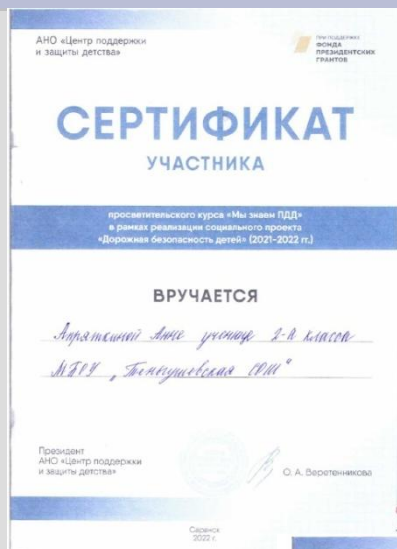 АНО «Центр поддержки
и защиты детства»
ПРИ ПОДДЕРЖКЕ
ФОНДА
ПРЕЗИДЕНТСКИХ
ГРАНТОВ
СЕРТИФИКАТ
УЧАСТНИКА
просветительского курса «Мы знаем ПДД»
в рамках реализации социального проекта
«Дорожная безопасность детей» (2021-2022 гг.)
ВРУЧАЕТСЯ
Апряткиной Анне ученице 2-А класса
МБОУ „Теньгушевская СОШ"
Президент
АНО «Центр поддержки
и защиты детства»
О. А. Веретенникова
Саранск
2022 г.